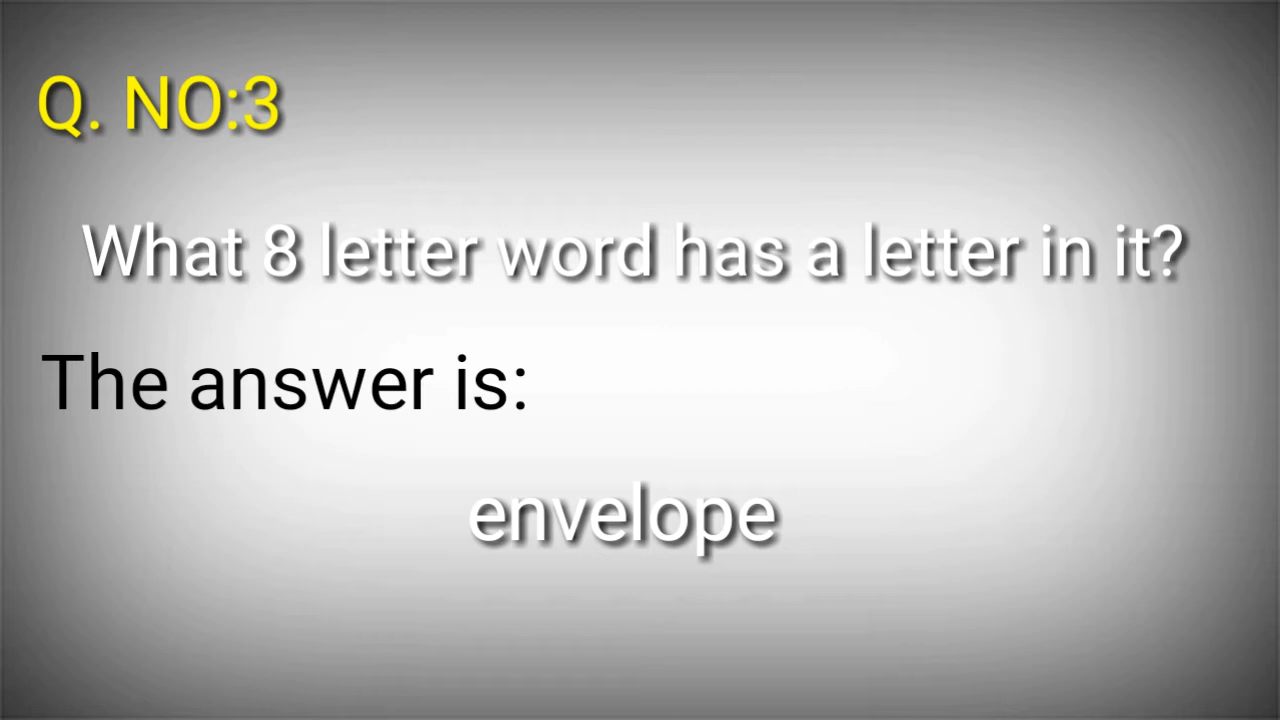 Q. NO:3
What 8 letter word has a letter in it?
The answer is:
envelope